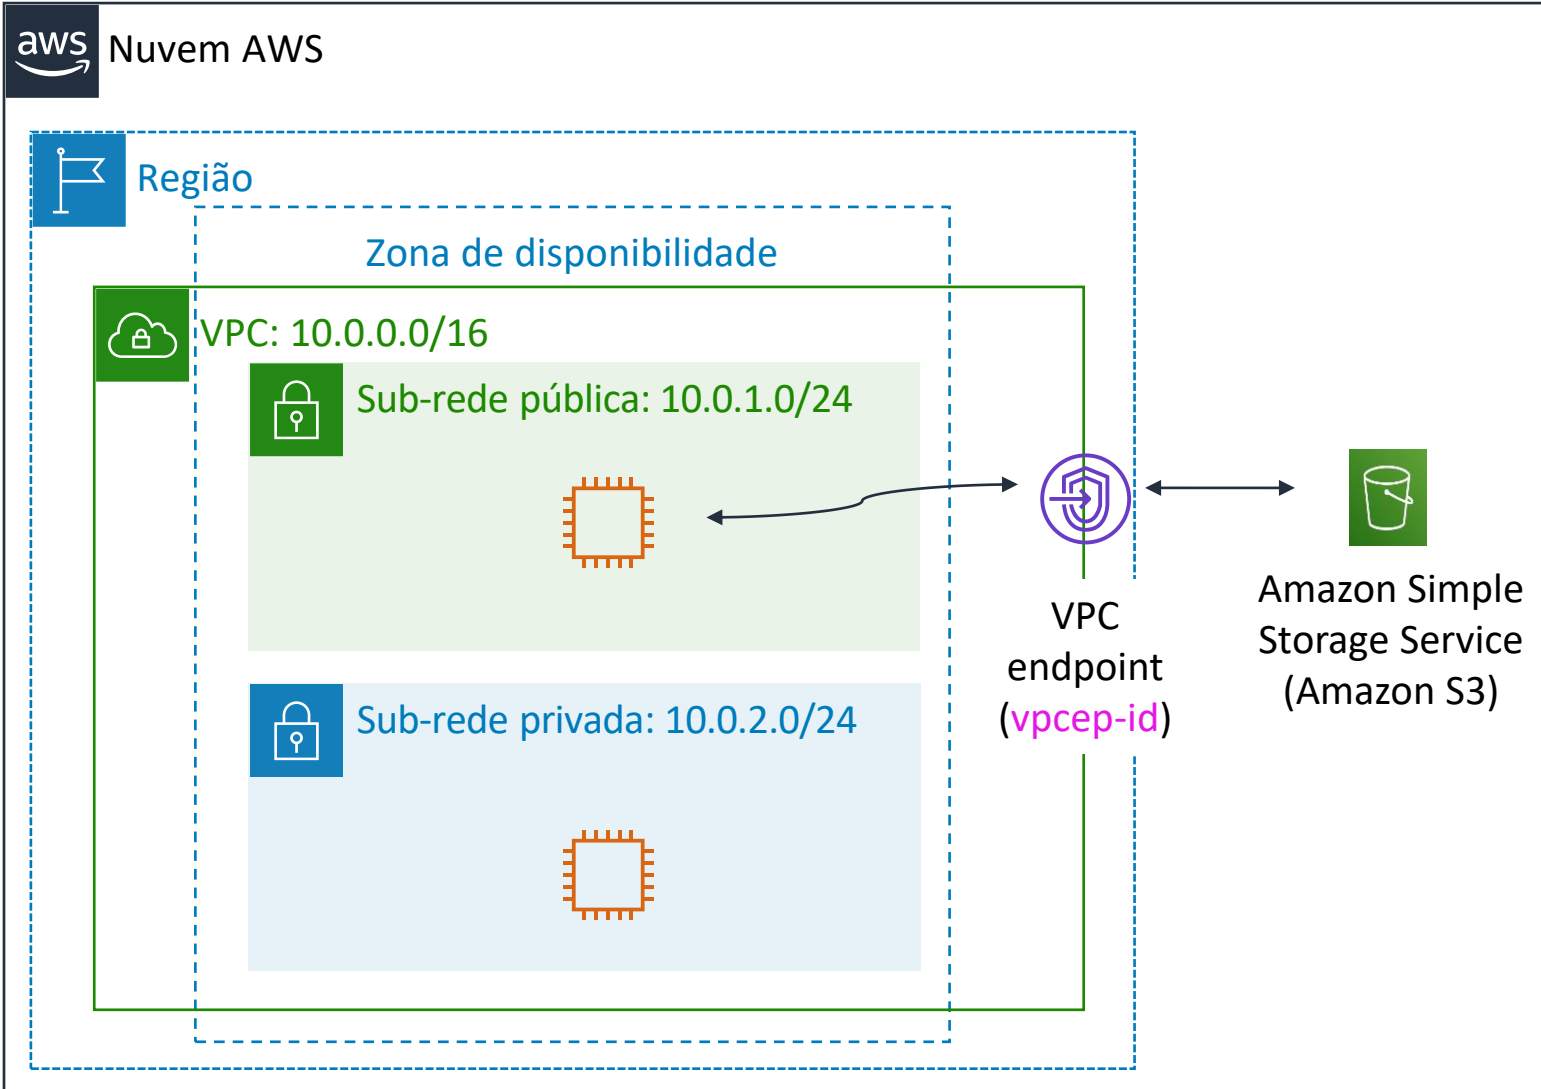 aws
Nuvem AWS
Região
Zona de disponibilidade
VPC: 10.0.0.0/16
Sub-rede pública: 10.0.1.0/24
VPC
endpoint
(vpcep-id)
Amazon Simple
Storage Service
(Amazon S3)
Sub-rede privada: 10.0.2.0/24